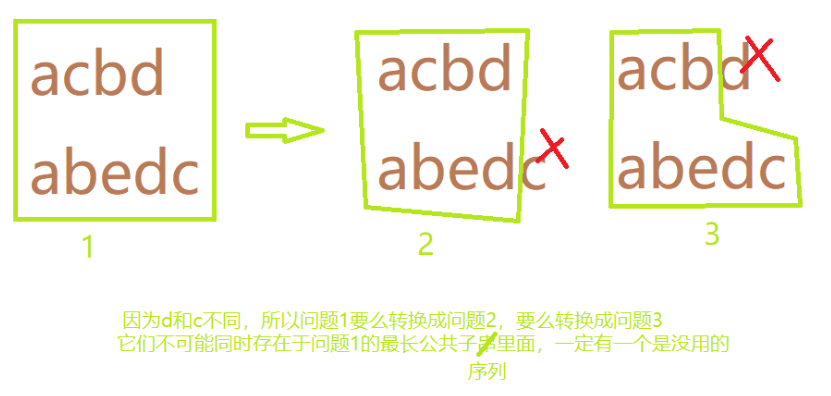 acbd acbd acbd
abedc abedc abedc
1 2 3
因为d和c不同，所以问题1要么转换成问题2，要么转换成问题3
它们不可能同时存在于问题1的最长公共子串里面，一定有一个是没用的
序列